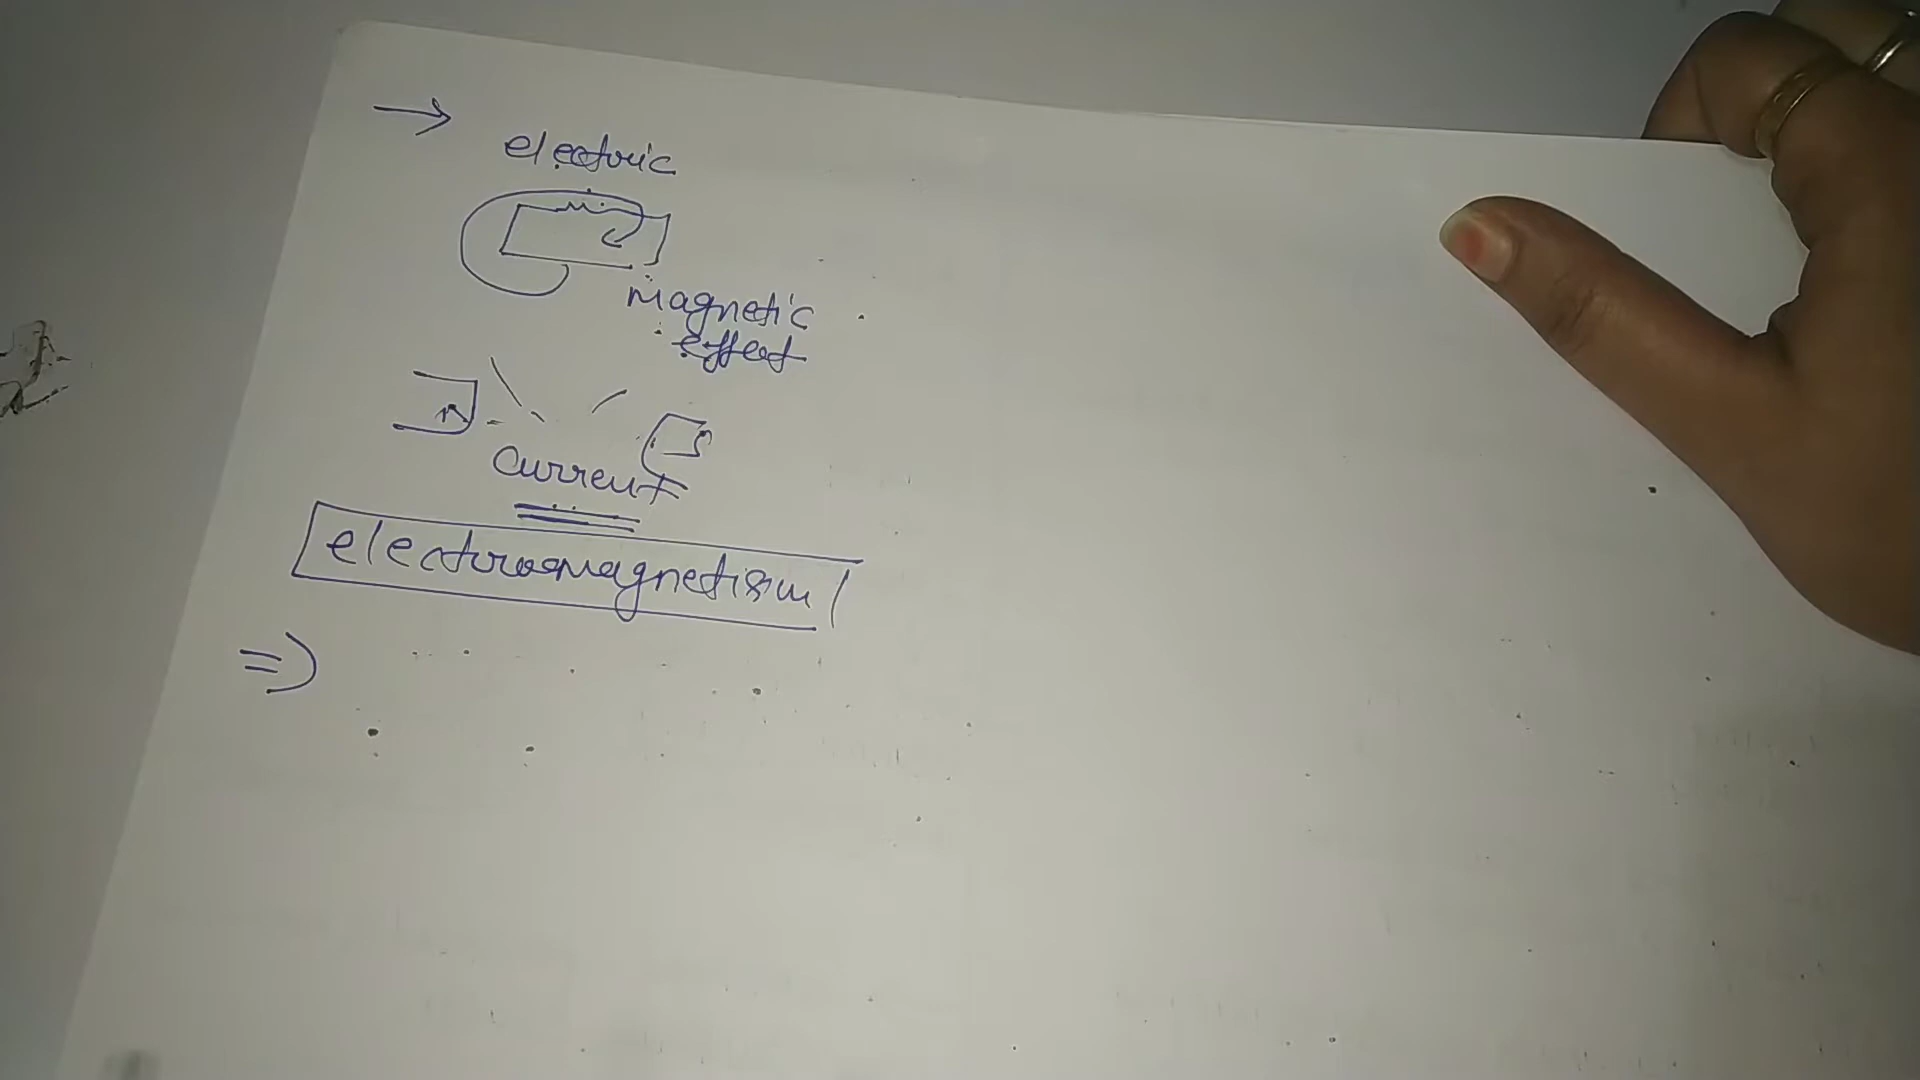 →
electric
magnetic
effect
N
S
current
electromagnetism
⇒